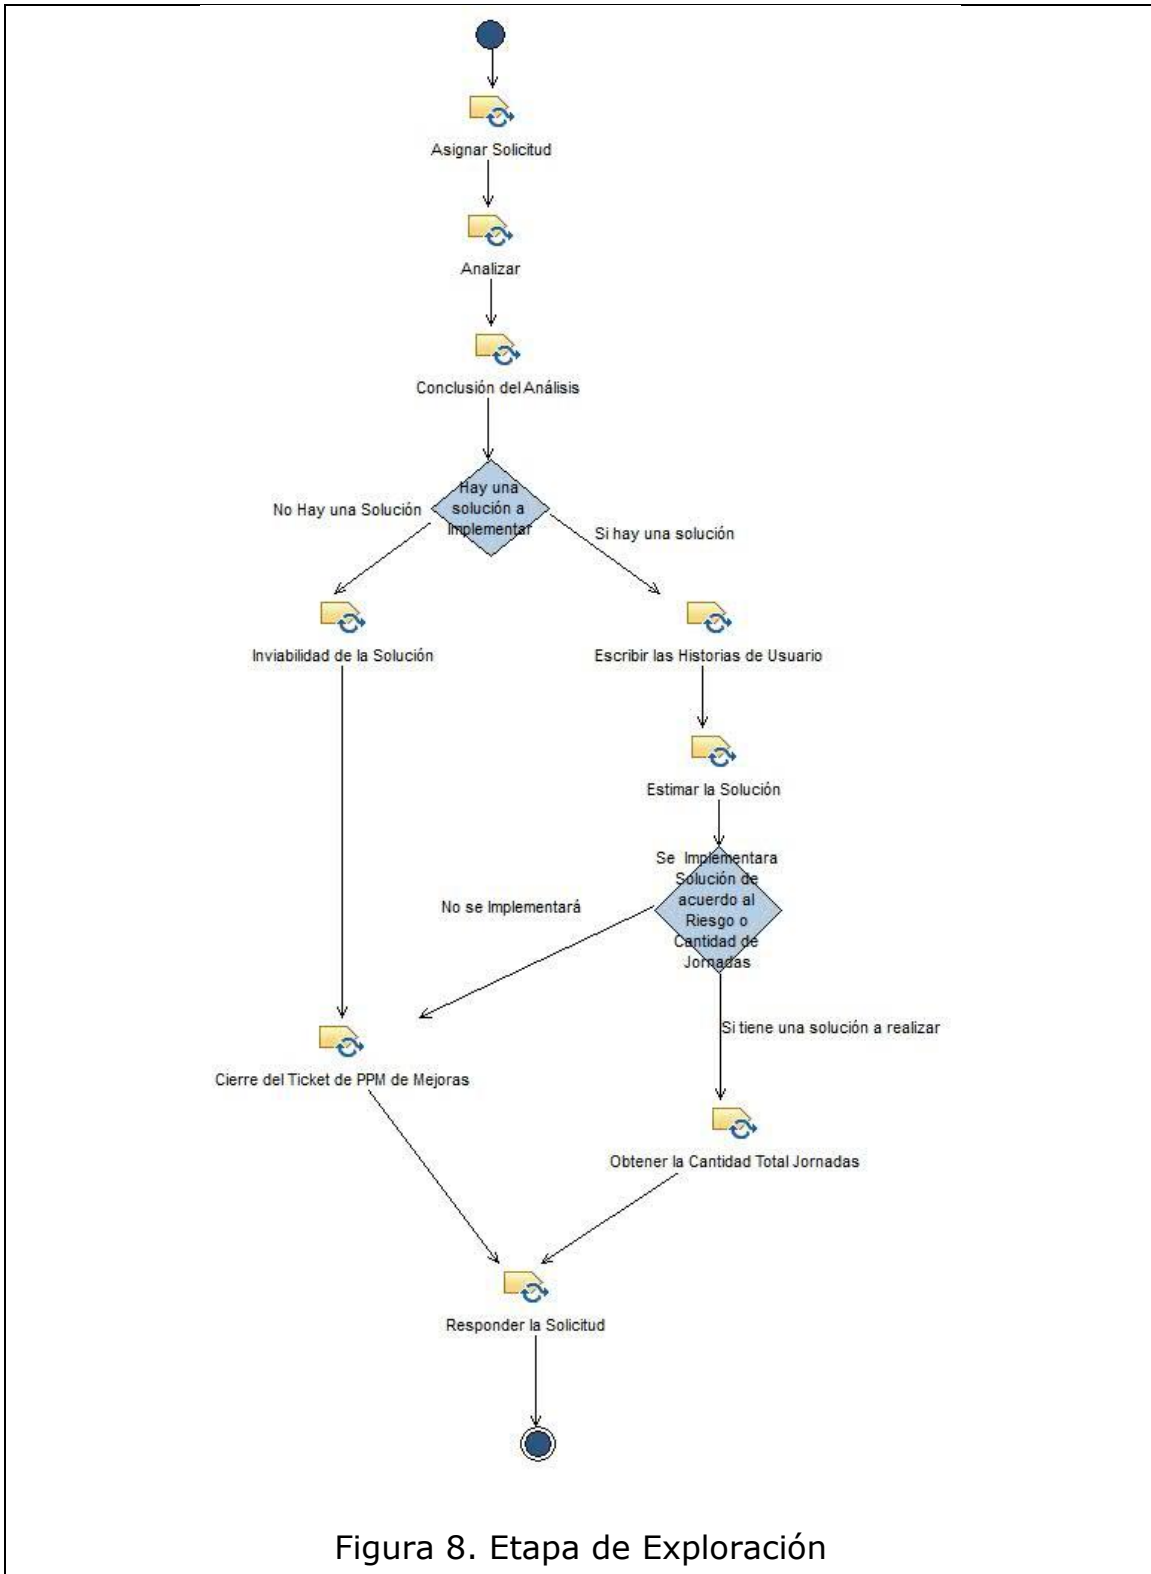 Asignar Solicitud
Analizar
Conclusión del Análisis
Hay una
solución a
Implementar
No Hay una Solución
Si hay una solución
Inviabilidad de la Solución
Escribir las Historias de Usuario
Estimar la Solución
Se Implementara
Solución de
acuerdo al
Riesgo o
Cantidad de
Jornadas
No se Implementará
Si tiene una solución a realizar
Cierre del Ticket de PPM de Mejoras
Obtener la Cantidad Total Jornadas
Responder la Solicitud
Figura 8. Etapa de Exploración